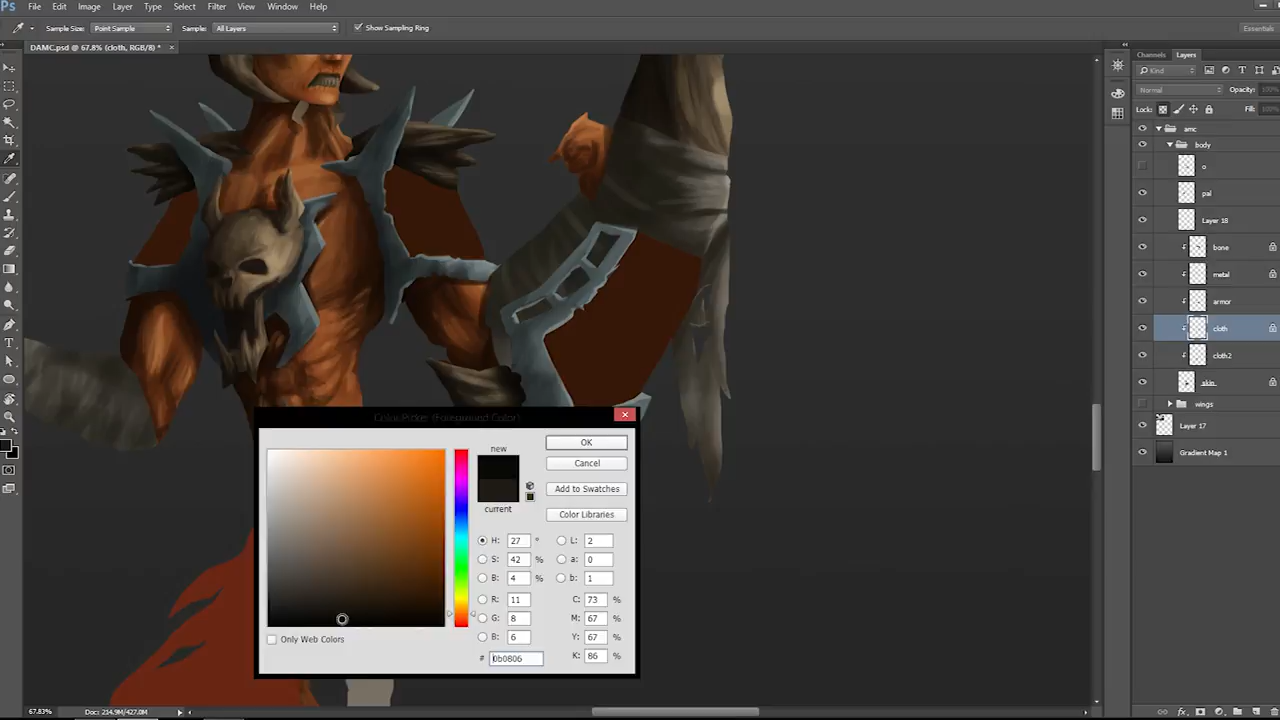 Ps File Edit Image Layer Type Select Filter View Window Help
Sample Size: Point Sample Sample: All Layers Show Sampling Ring Essentials
DAMC.psd @ 67.8% (cloth, RGB/8) * ×
Channels Layers
Kind
Normal Opacity: 100%
Lock: Fill: 100%
amc
body
o
pal
Layer 18
bone
metal
armor
cloth
cloth2
skin
wings
Layer 17
Gradient Map 1
Color Picker (Foreground Color)
new
current
OK
Cancel
Add to Swatches
Color Libraries
H: 27 ° L: 2
S: 42 % a: 0
B: 4 % b: 1
R: 11 C: 73 %
G: 8 M: 67 %
B: 6 Y: 67 %
# 0b0806 K: 86 %
Only Web Colors
67.83% Doc: 214.9M/427.0M